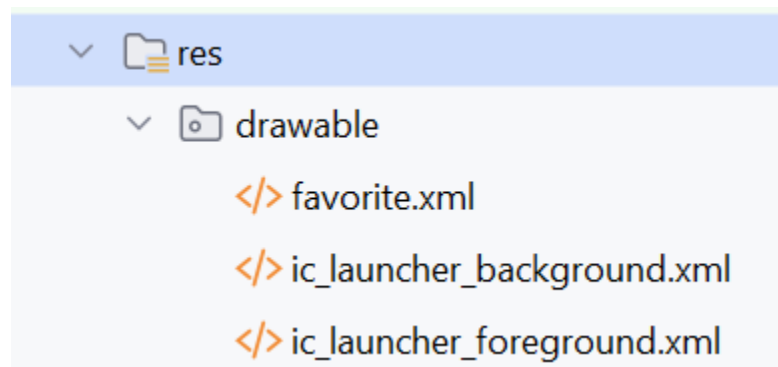 res
drawable
favorite.xml
ic_launcher_background.xml
ic_launcher_foreground.xml